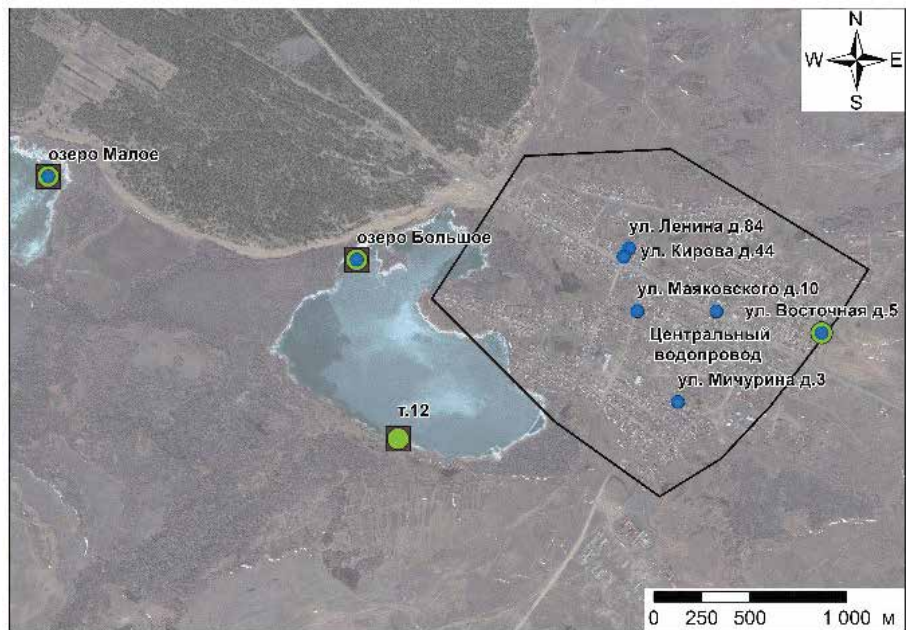 N
W E
S
озеро Малое
ул. Ленина д.84
озеро Большое
ул. Кирова д.44
ул. Маяковского д.10
ул. Восточная д.5
Центральный
водопровод
ул. Мичурина д.3
т.12
0 250 500 1 000 м